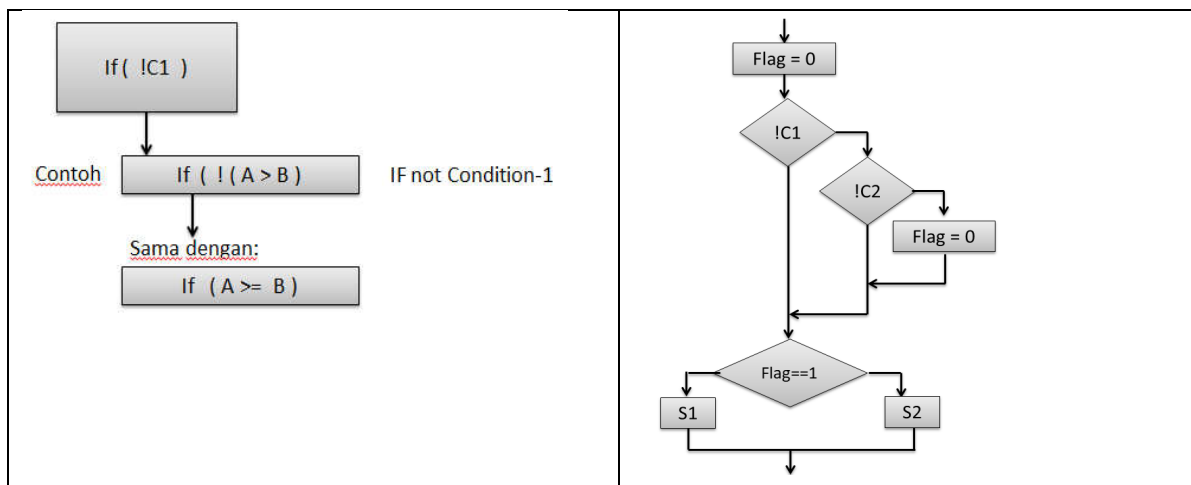 If ( !C1 )
Contoh
If ( ! ( A > B )
IF not Condition-1
Sama dengan:
If ( A >= B )
Flag = 0
!C1
!C2
Flag = 0
Flag==1
S1
S2